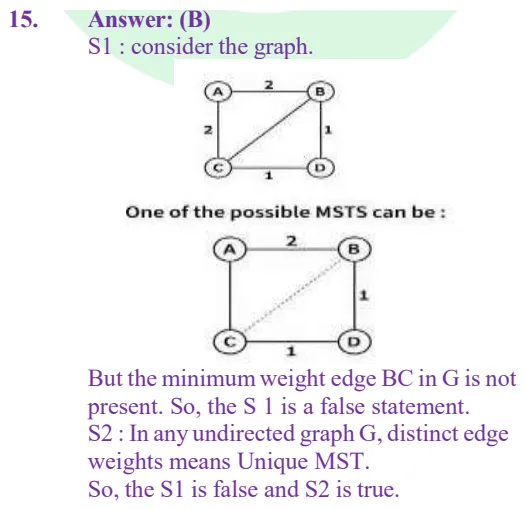 15. Answer: (B)
S1 : consider the graph.
A 2 B
2 1
C 1 D
One of the possible MSTS can be :
A 2 B
1
C 1 D
But the minimum weight edge BC in G is not
present. So, the S 1 is a false statement.
S2 : In any undirected graph G, distinct edge
weights means Unique MST.
So, the S1 is false and S2 is true.